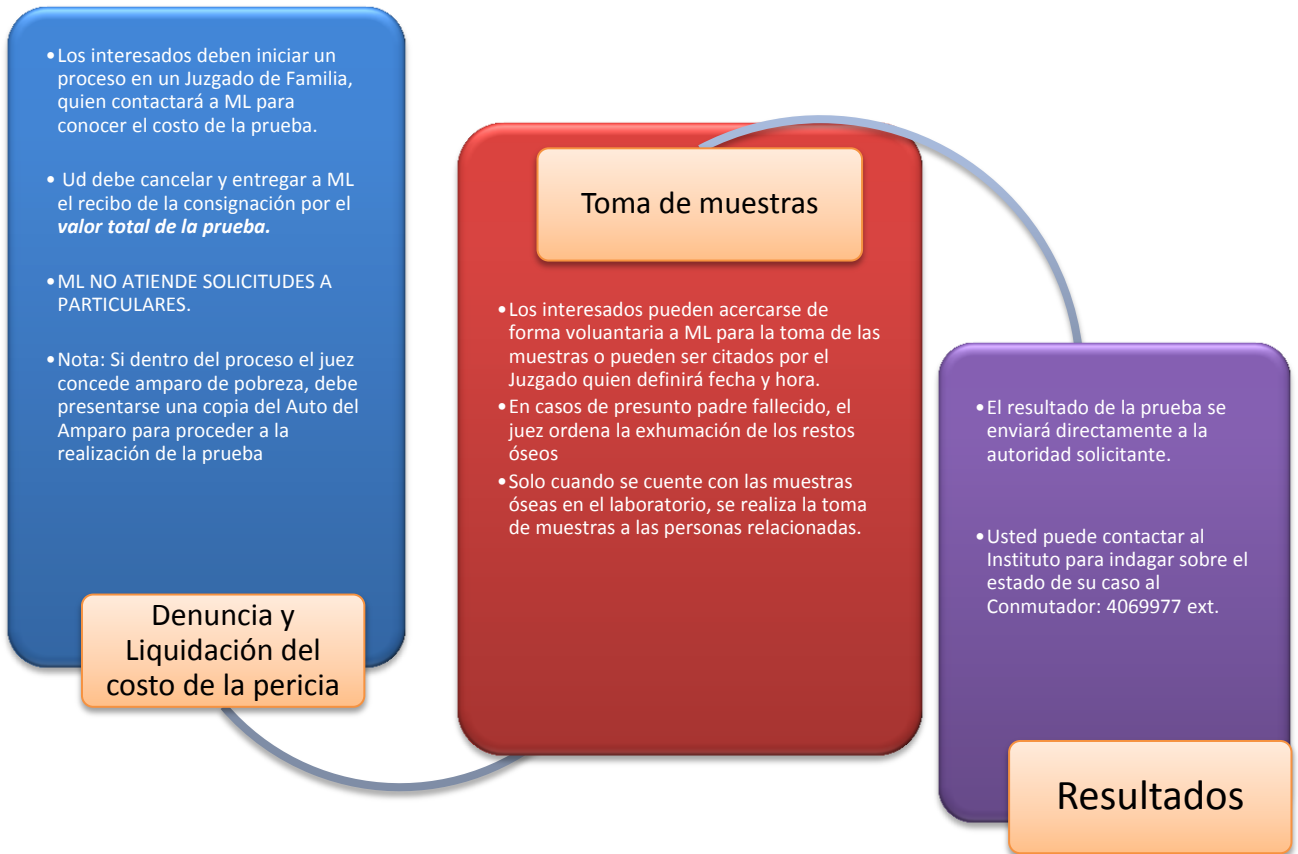 •Los interesados deben iniciar un
proceso en un Juzgado de Familia,
quien contactará a ML para
conocer el costo de la prueba.
• Ud debe cancelar y entregar a ML
el recibo de la consignación por el
valor total de la prueba.
•ML NO ATIENDE SOLICITUDES A
PARTICULARES.
•Nota: Si dentro del proceso el juez
concede amparo de pobreza, debe
presentarse una copia del Auto del
Amparo para proceder a la
realización de la prueba
Denuncia y
Liquidación del
costo de la pericia
Toma de muestras
•Los interesados pueden acercarse de
forma voluntaria a ML para la toma de las
muestras o pueden ser citados por el
Juzgado quien definirá fecha y hora.
•En casos de presunto padre fallecido, el
juez ordena la exhumación de los restos
óseos
•Solo cuando se cuente con las muestras
óseas en el laboratorio, se realiza la toma
de muestras a las personas relacionadas.
•El resultado de la prueba se
enviará directamente a la
autoridad solicitante.
•Usted puede contactar al
Instituto para indagar sobre el
estado de su caso al
Conmutador: 4069977 ext.
Resultados